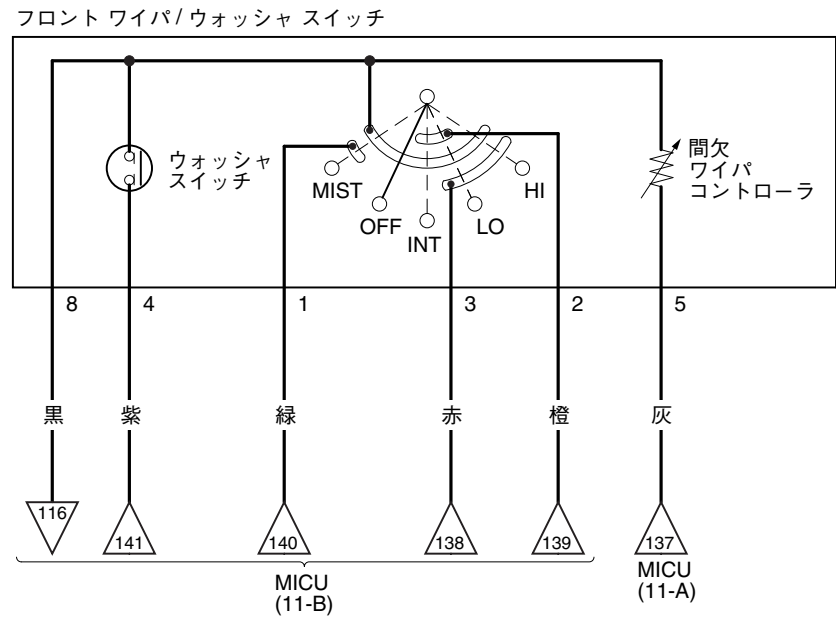 フロント ワイパ / ウォッシャ スイッチ
ウォッシャ
スイッチ
MIST
OFF
INT
LO
HI
間欠
ワイパ
コントローラ
8 4 1 3 2 5
黒 紫 緑 赤 橙 灰
116 141 140 138 139 137
MICU
(11-B)
MICU
(11-A)